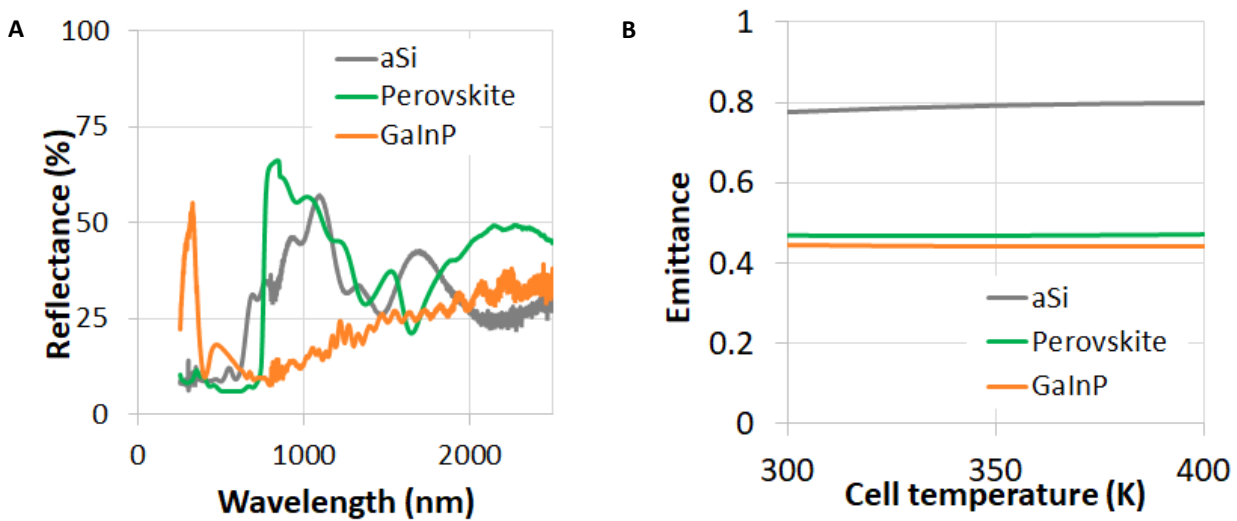 A
100
75
50
25
0
Reflectance (%)
aSi
Perovskite
GaInP
0 1000 2000
Wavelength (nm)
B
1
0.8
0.6
0.4
0.2
0
Emittance
aSi
Perovskite
GaInP
300 350 400
Cell temperature (K)